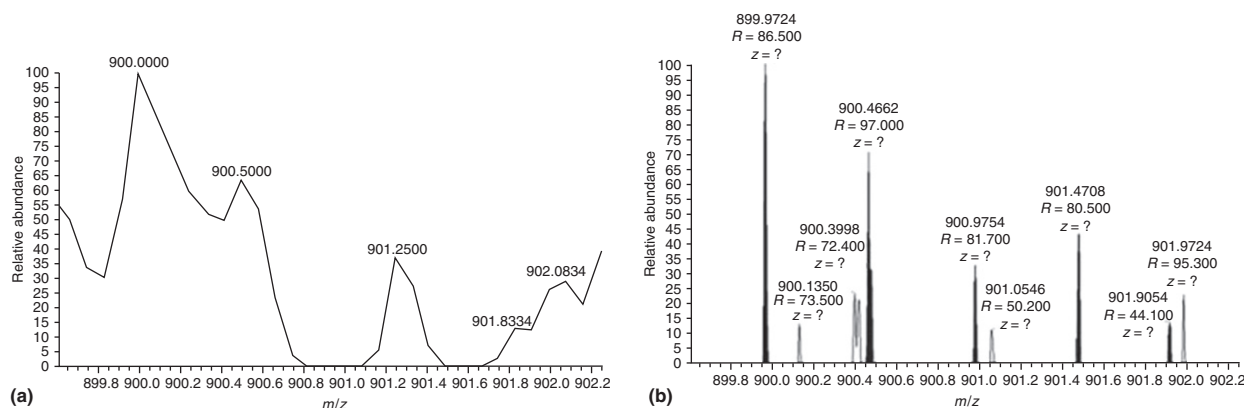 900.0000
900.5000
901.2500
901.8334
902.0834
Relative abundance
100
95
90
85
80
75
70
65
60
55
50
45
40
35
30
25
20
15
10
5
0
899.8 900.0 900.2 900.4 900.6 900.8 901.0 901.2 901.4 901.6 901.8 902.0 902.2
m/z
(a)
899.9724
R = 86.500
z = ?
900.4662
R = 97.000
z = ?
900.3998
R = 72.400
z = ?
900.1350
R = 73.500
z = ?
900.9754
R = 81.700
z = ?
901.0546
R = 50.200
z = ?
901.4708
R = 80.500
z = ?
901.9054
R = 44.100
z = ?
901.9724
R = 95.300
z = ?
Relative abundance
100
95
90
85
80
75
70
65
60
55
50
45
40
35
30
25
20
15
10
5
0
899.8 900.0 900.2 900.4 900.6 900.8 901.0 901.2 901.4 901.6 901.8 902.0 902.2
m/z
(b)